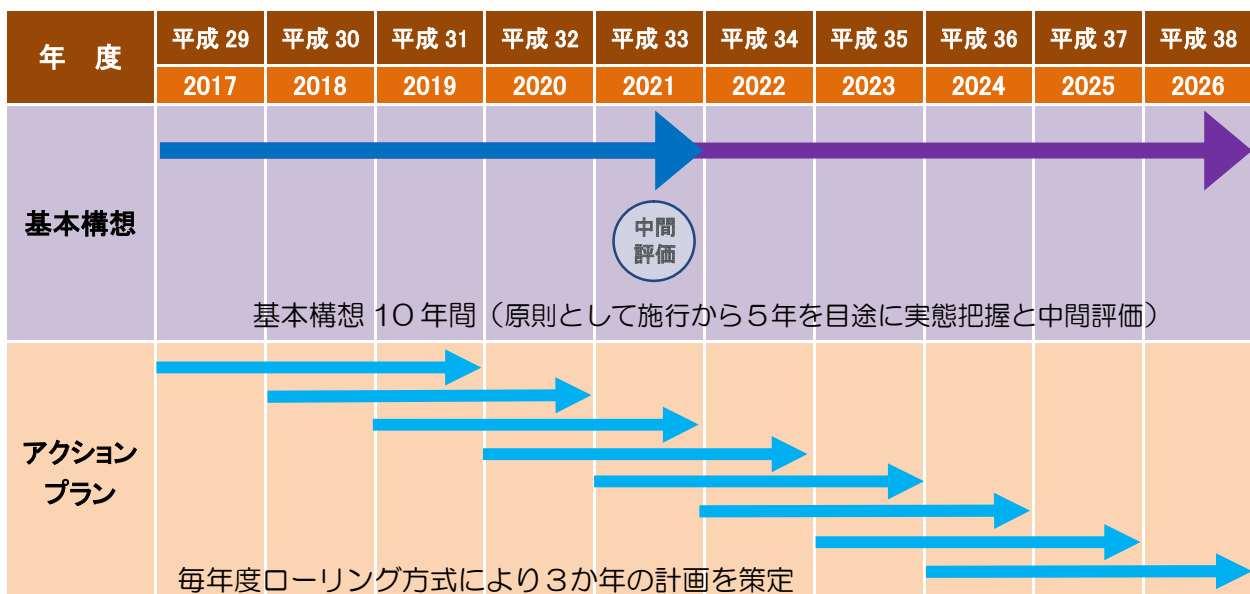 年 度 平成 29 平成 30 平成 31 平成 32 平成 33 平成 34 平成 35 平成 36 平成 37 平成 38
2017 2018 2019 2020 2021 2022 2023 2024 2025 2026
基本構想
中間
評価
基本構想 10 年間（原則として施行から５年を目途に実態把握と中間評価）
アクション
プラン
毎年度ローリング方式により３か年の計画を策定